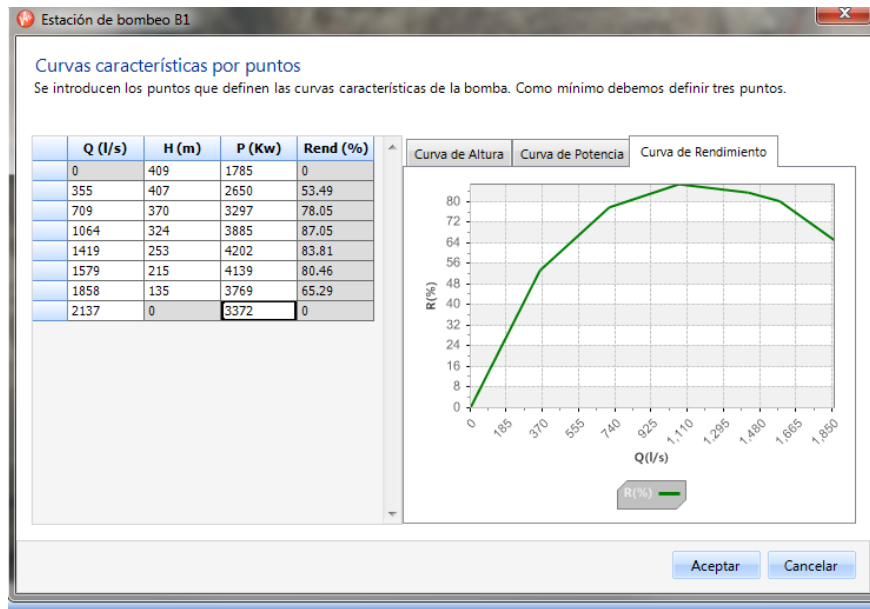 Estación de bombeo B1
Curvas características por puntos
Se introducen los puntos que definen las curvas características de la bomba. Como mínimo debemos definir tres puntos.
Q (l/s) H (m) P (Kw) Rend (%)
0 409 1785 0
355 407 2650 53.49
709 370 3297 78.05
1064 324 3885 87.05
1419 253 4202 83.81
1579 215 4139 80.46
1858 135 3769 65.29
2137 0 3372 0
Curva de Altura Curva de Potencia Curva de Rendimiento
80
72
64
56
48
40
32
24
16
8
0
R(%)
0 185 370 555 740 925 1,110 1,295 1,480 1,665 1,850
Q(l/s)
R(%)
Aceptar Cancelar